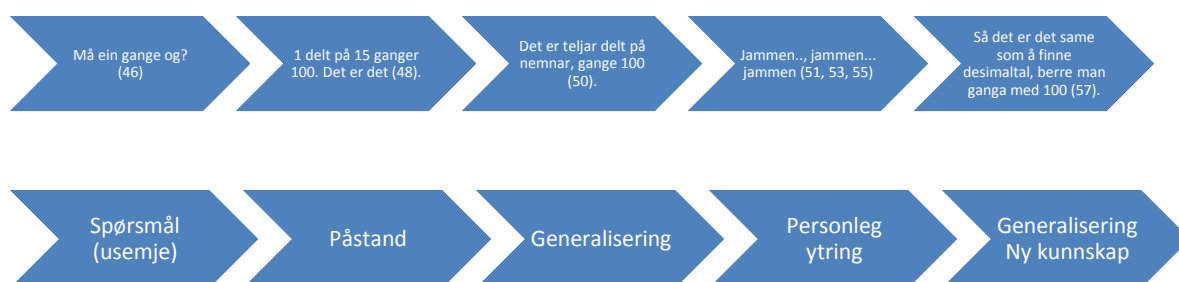 Må ein gange og?
(46)
1 delt på 15 ganger
100. Det er det (48).
Det er teljar delt på
nemnar, gange 100
(50).
Jammen.., jammen...
jammen (51, 53, 55)
Så det er det same
som å finne
desimaltal, berre man
ganga med 100 (57).
Spørsmål
(usemje)
Påstand
Generalisering
Personleg
ytring
Generalisering
Ny kunnskap